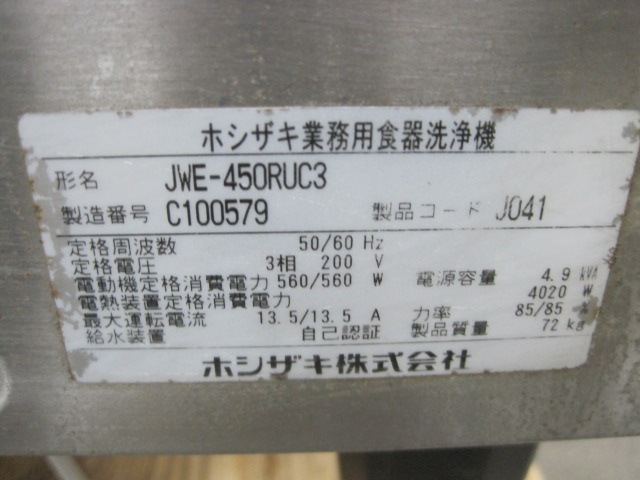 ホシザキ業務用食器洗浄機
形名 JWE-450RUC3
製造番号 C100579 製品コード J041
定格周波数 50/60 Hz
定格電圧 3相 200 V
電動機定格消費電力 560/560 W 電源容量 4.9 kVA
電熱装置定格消費電力 4020 W
最大運転電流 13.5/13.5 A 力率 85/85
給水装置 自己認証 製品質量 72 kg
ホシザキ株式会社